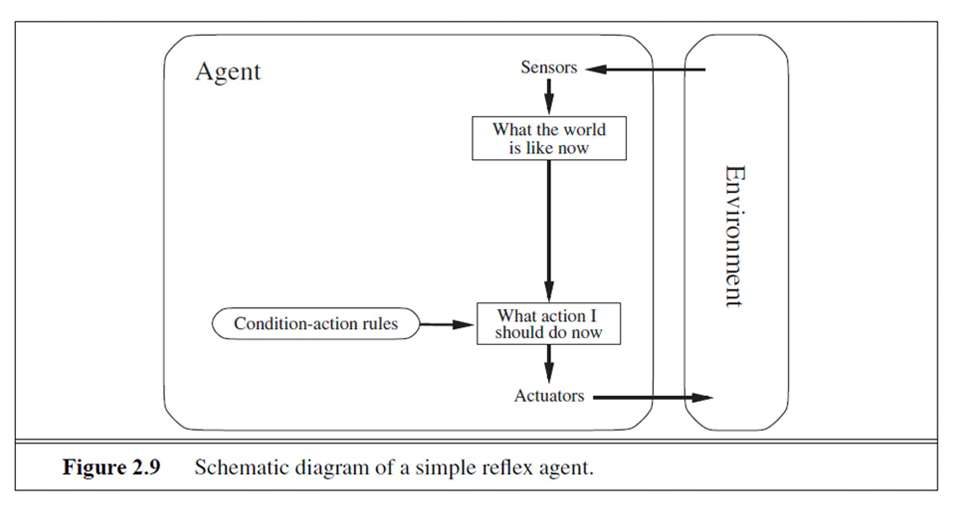 Agent
Sensors
What the world
is like now
Environment
Condition-action rules
What action I
should do now
Actuators
Figure 2.9 Schematic diagram of a simple reflex agent.